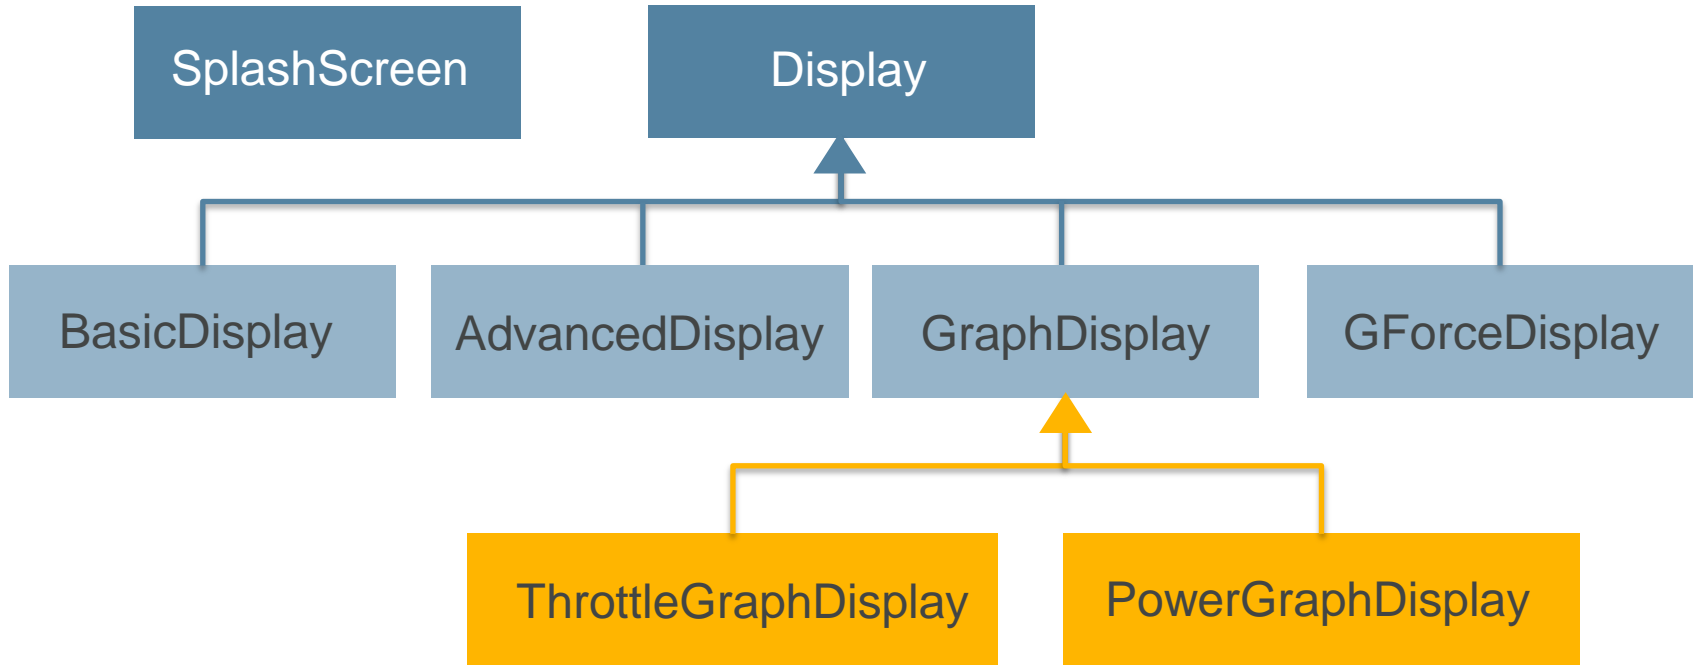 SplashScreen
Display
BasicDisplay
AdvancedDisplay
GraphDisplay
GForceDisplay
ThrottleGraphDisplay
PowerGraphDisplay